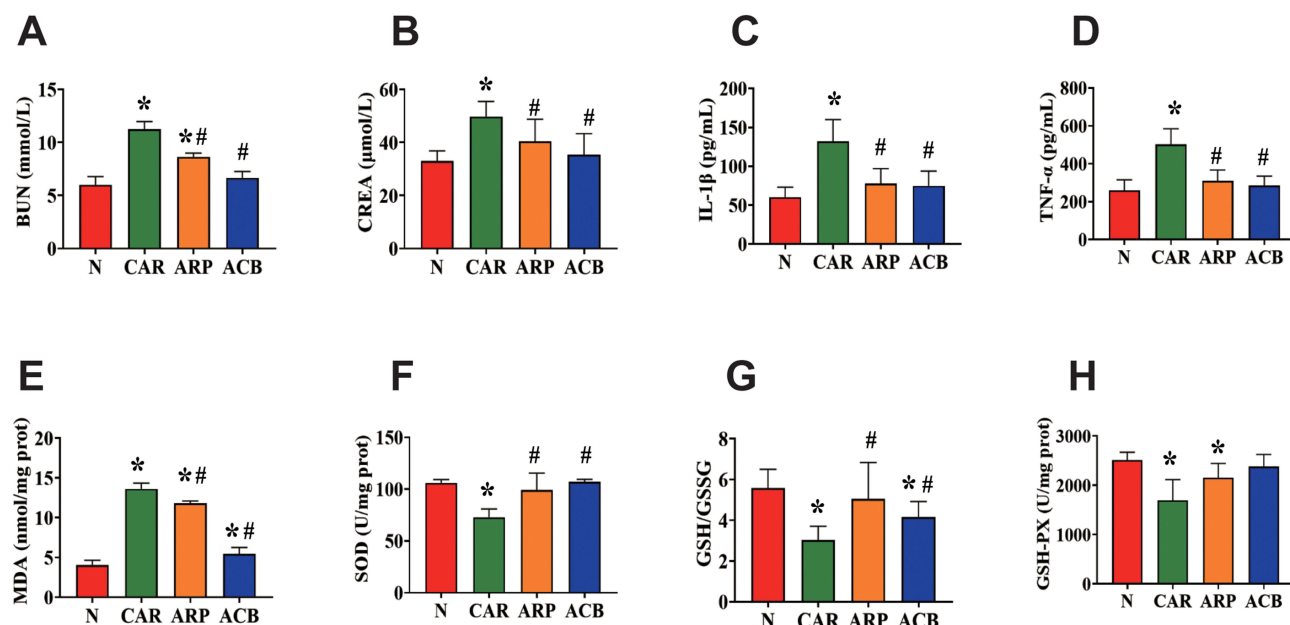 A
BUN (mmol/L)
15
10
5
0
*
*#
#
N CAR ARP ACB
B
CREA (μmol/L)
60
40
20
0
*
#
#
N CAR ARP ACB
C
IL-1β (pg/mL)
200
150
100
50
0
*
#
#
N CAR ARP ACB
D
TNF-α (pg/mL)
800
600
400
200
0
*
#
#
N CAR ARP ACB
E
MDA (nmol/mg prot)
20
15
10
5
0
*
*#
*#
N CAR ARP ACB
F
SOD (U/mg prot)
150
100
50
0
*
#
#
N CAR ARP ACB
G
GSH/GSSG
8
6
4
2
0
*
#
*#
N CAR ARP ACB
H
GSH-PX (U/mg prot)
3000
2000
1000
0
*
*
N CAR ARP ACB